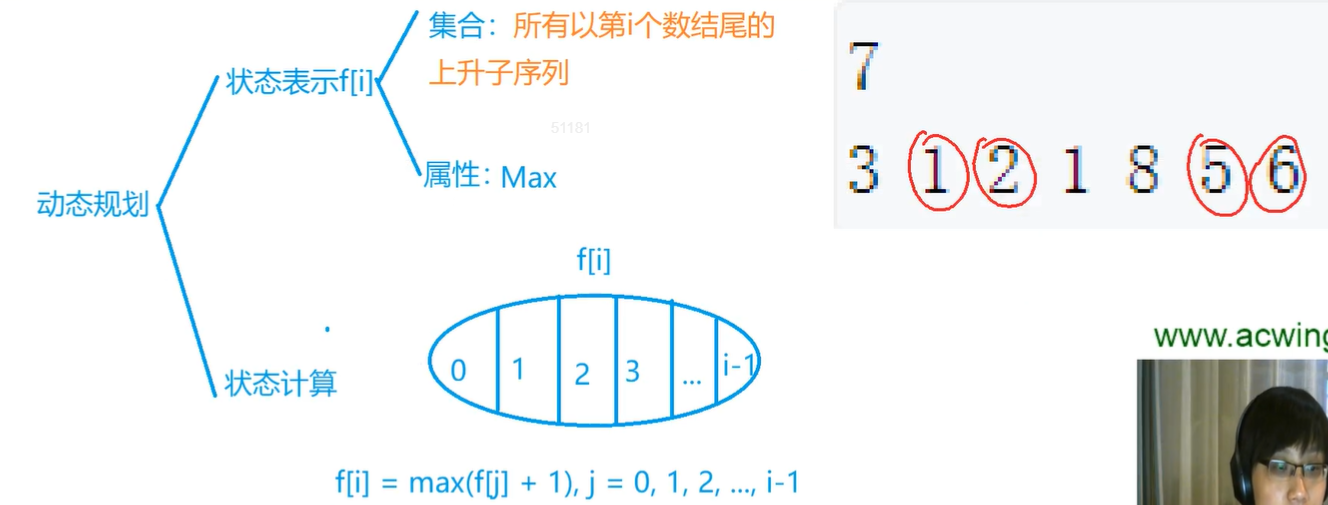 集合：所有以第i个数结尾的
上升子序列
状态表示f[i]
51181
属性：Max
动态规划
f[i]
0 1 2 3 ... i-1
状态计算
f[i] = max(f[j] + 1), j = 0, 1, 2, ..., i-1
7
3 1 2 1 8 5 6
www.acwing